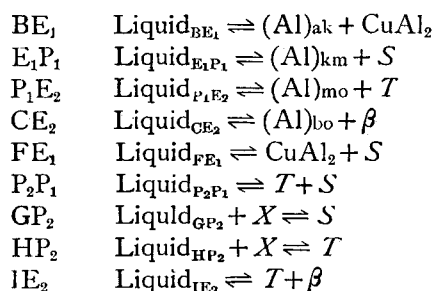 BE₁ Liquid_BE₁ ⇌ (Al)ak + CuAl₂
E₁P₁ Liquid_E₁P₁ ⇌ (Al)km + S
P₁E₂ Liquid_P₁E₂ ⇌ (Al)mo + T
CE₂ Liquid_CE₂ ⇌ (Al)bo + β
FE₁ Liquid_FE₁ ⇌ CuAl₂ + S
P₂P₁ Liquid_P₂P₁ ⇌ T + S
GP₂ Liquld_GP₂ + X ⇌ S
HP₂ Liquid_HP₂ + X ⇌ T
IE₂ Liquid_IE₂ ⇌ T + β